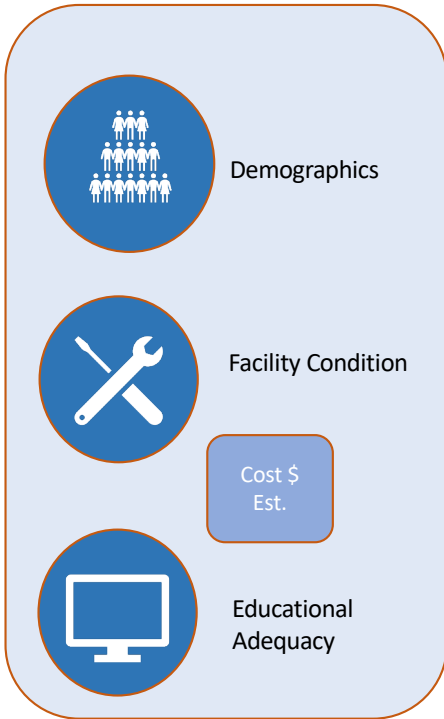 Demographics
Facility Condition
Cost $
Est.
Educational
Adequacy